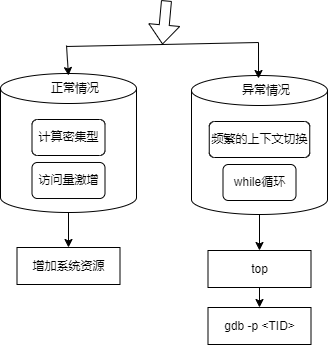 正常情况
计算密集型
访问量激增
增加系统资源
异常情况
频繁的上下文切换
while循环
top
gdb -p <TID>